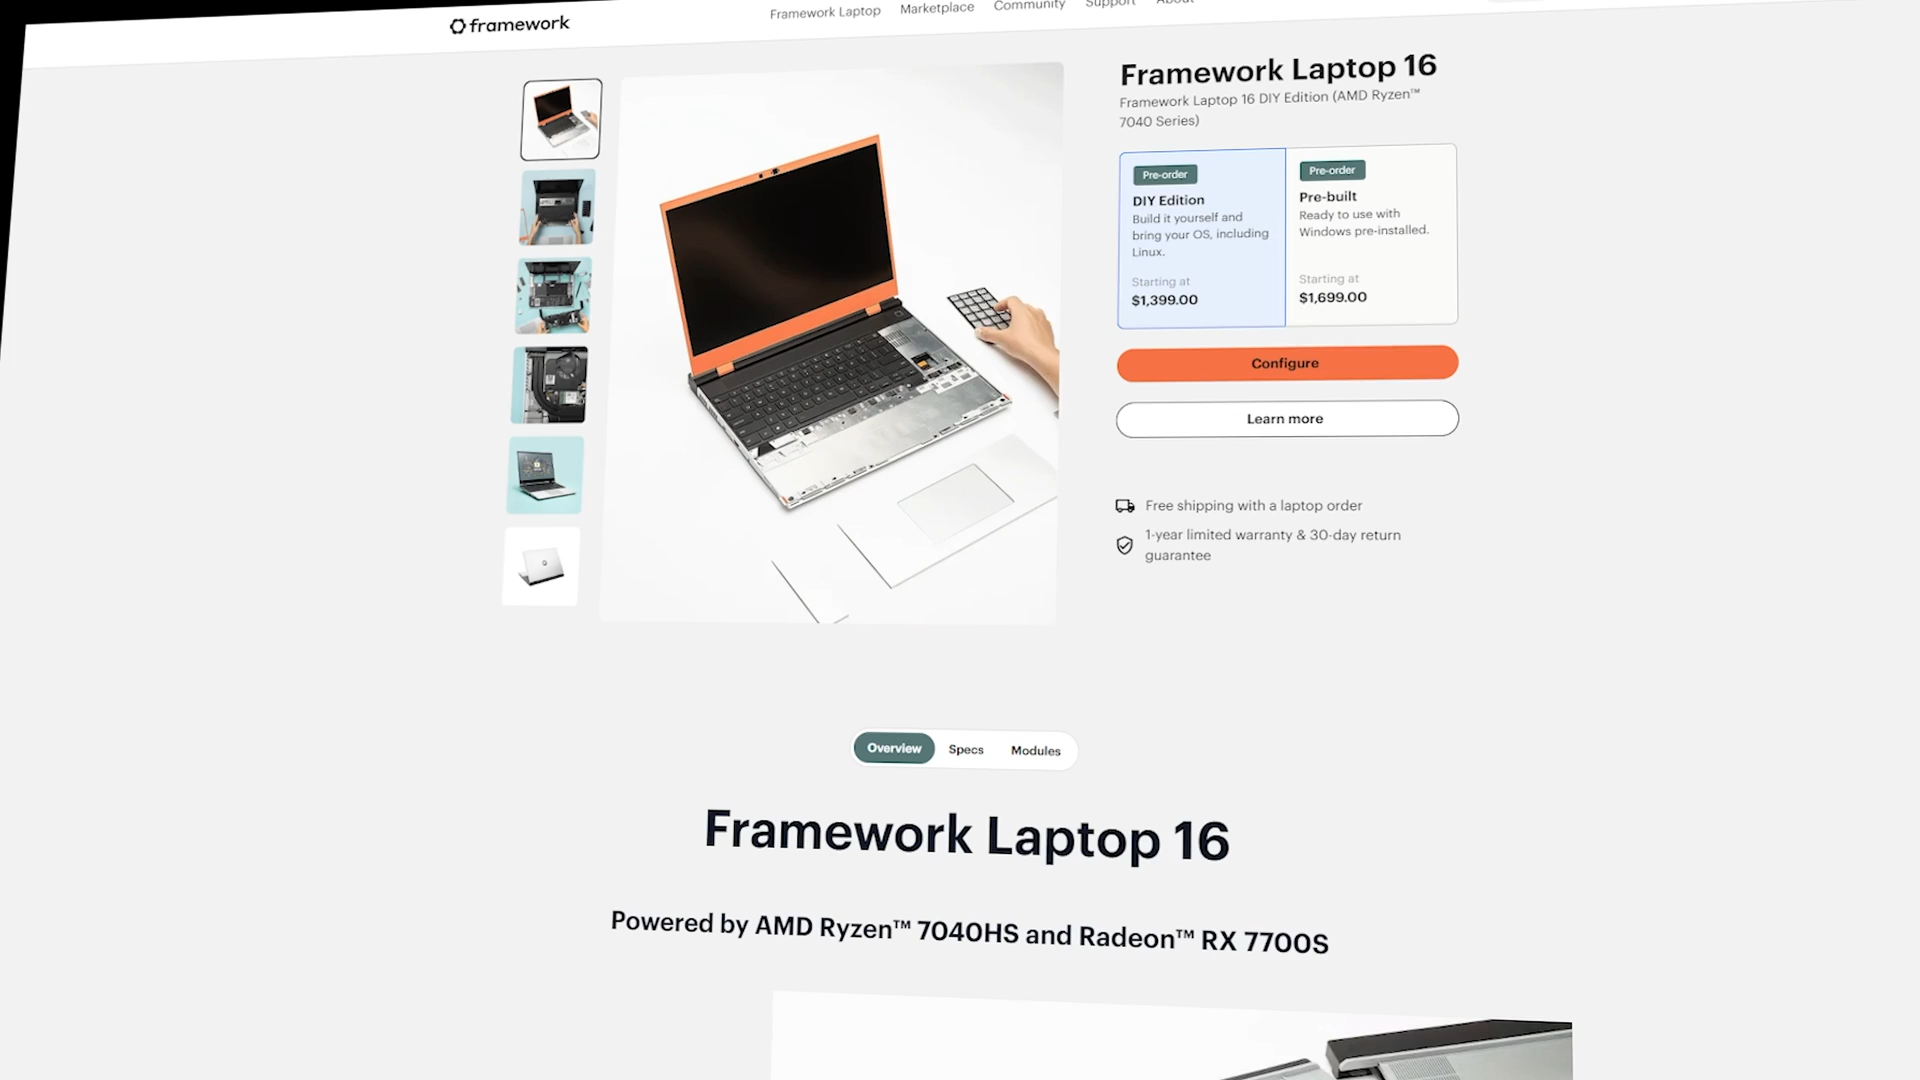 framework
Framework Laptop
Marketplace
Community
Support
About
Framework Laptop 16
Framework Laptop 16 DIY Edition (AMD Ryzen™
7040 Series)
Pre-order
DIY Edition
Build it yourself and
bring your OS, including
Linux.
Starting at
$1,399.00
Pre-order
Pre-built
Ready to use with
Windows pre-installed.
Starting at
$1,699.00
Configure
Learn more
Free shipping with a laptop order
1-year limited warranty & 30-day return
guarantee
Overview
Specs
Modules
Framework Laptop 16
Powered by AMD Ryzen™ 7040HS and Radeon™ RX 7700S